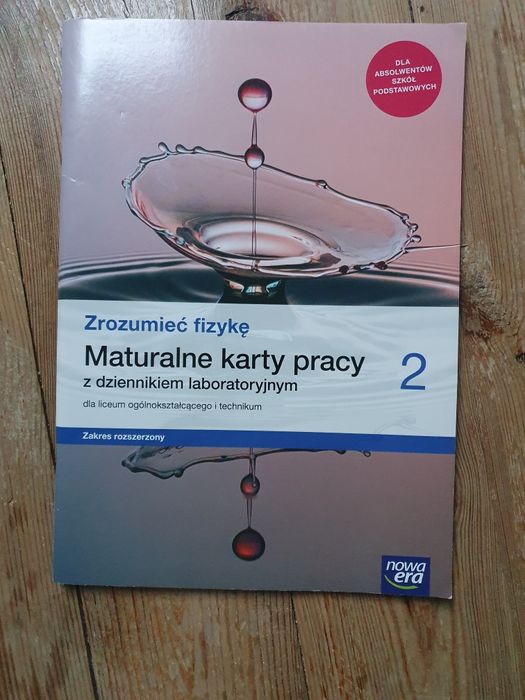 DLA
ABSOLWENTÓW
SZKÓŁ
PODSTAWOWYCH
Zrozumieć fizykę
Maturalne karty pracy
z dziennikiem laboratoryjnym
2
dla liceum ogólnokształcącego i technikum
Zakres rozszerzony
nowa
era